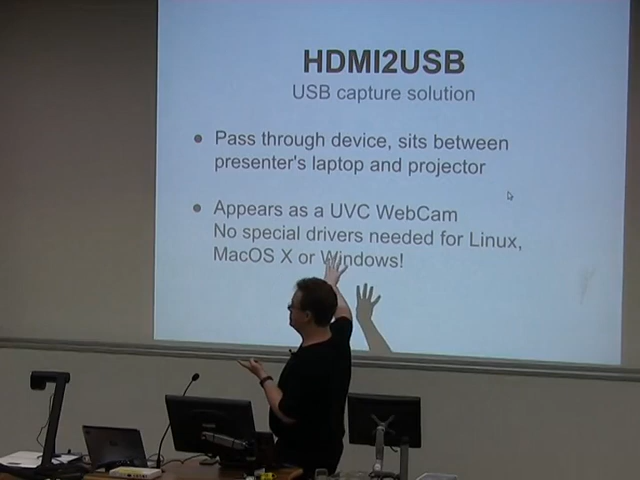 HDMI2USB
USB capture solution
Pass through device, sits between
presenter's laptop and projector
Appears as a UVC WebCam
No special drivers needed for Linux,
MacOS X or Windows!